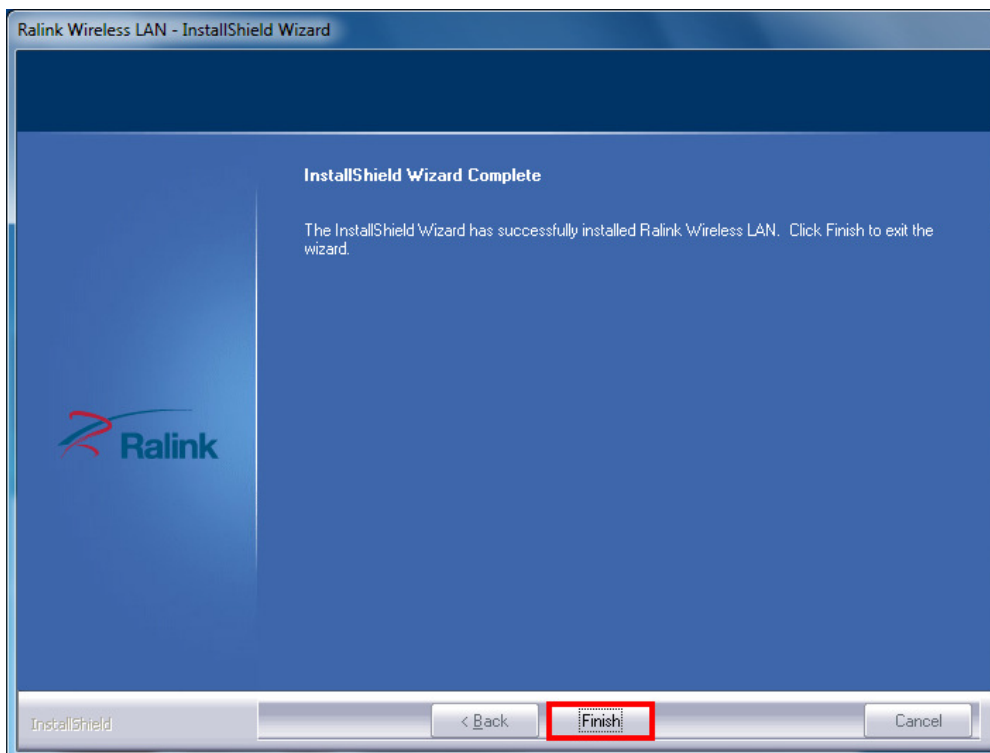 Ralink Wireless LAN - InstallShield Wizard
InstallShield Wizard Complete
The InstallShield Wizard has successfully installed Ralink Wireless LAN.  Click Finish to exit the
wizard.
Ralink
InstallShield
< Back
Finish
Cancel